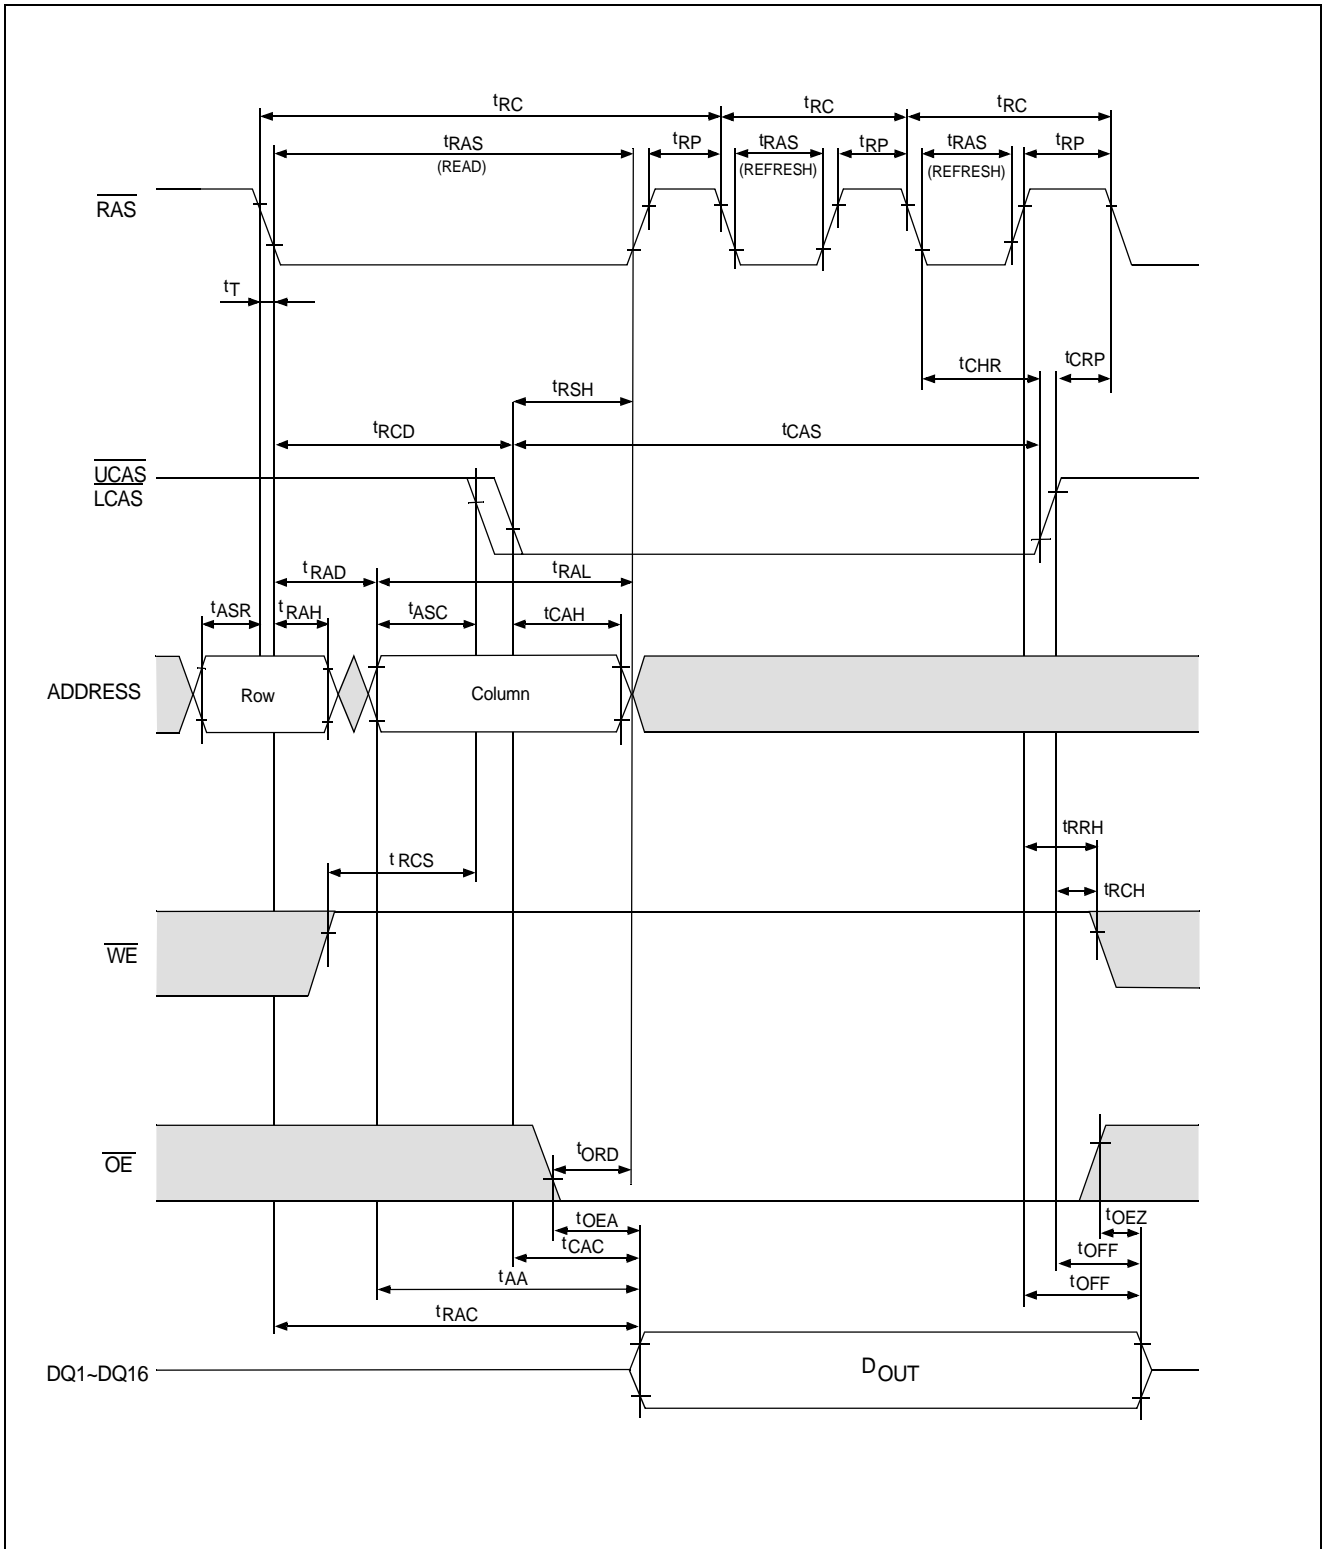 tRC tRC tRC
tRAS tRP tRAS tRP tRAS tRP
(READ) (REFRESH) (REFRESH)
RAS
tT
tCHR tCRP
tRSH
tRCD tCAS
UCAS
LCAS
tRAD tRAL
tASR tRAH tASC tCAH
ADDRESS Row Column
tRRH
tRCS
tRCH
WE
tORD
OE
tOEA tOEZ
tCAC tOFF
tAA tOFF
tRAC
DQ1~DQ16 DOUT